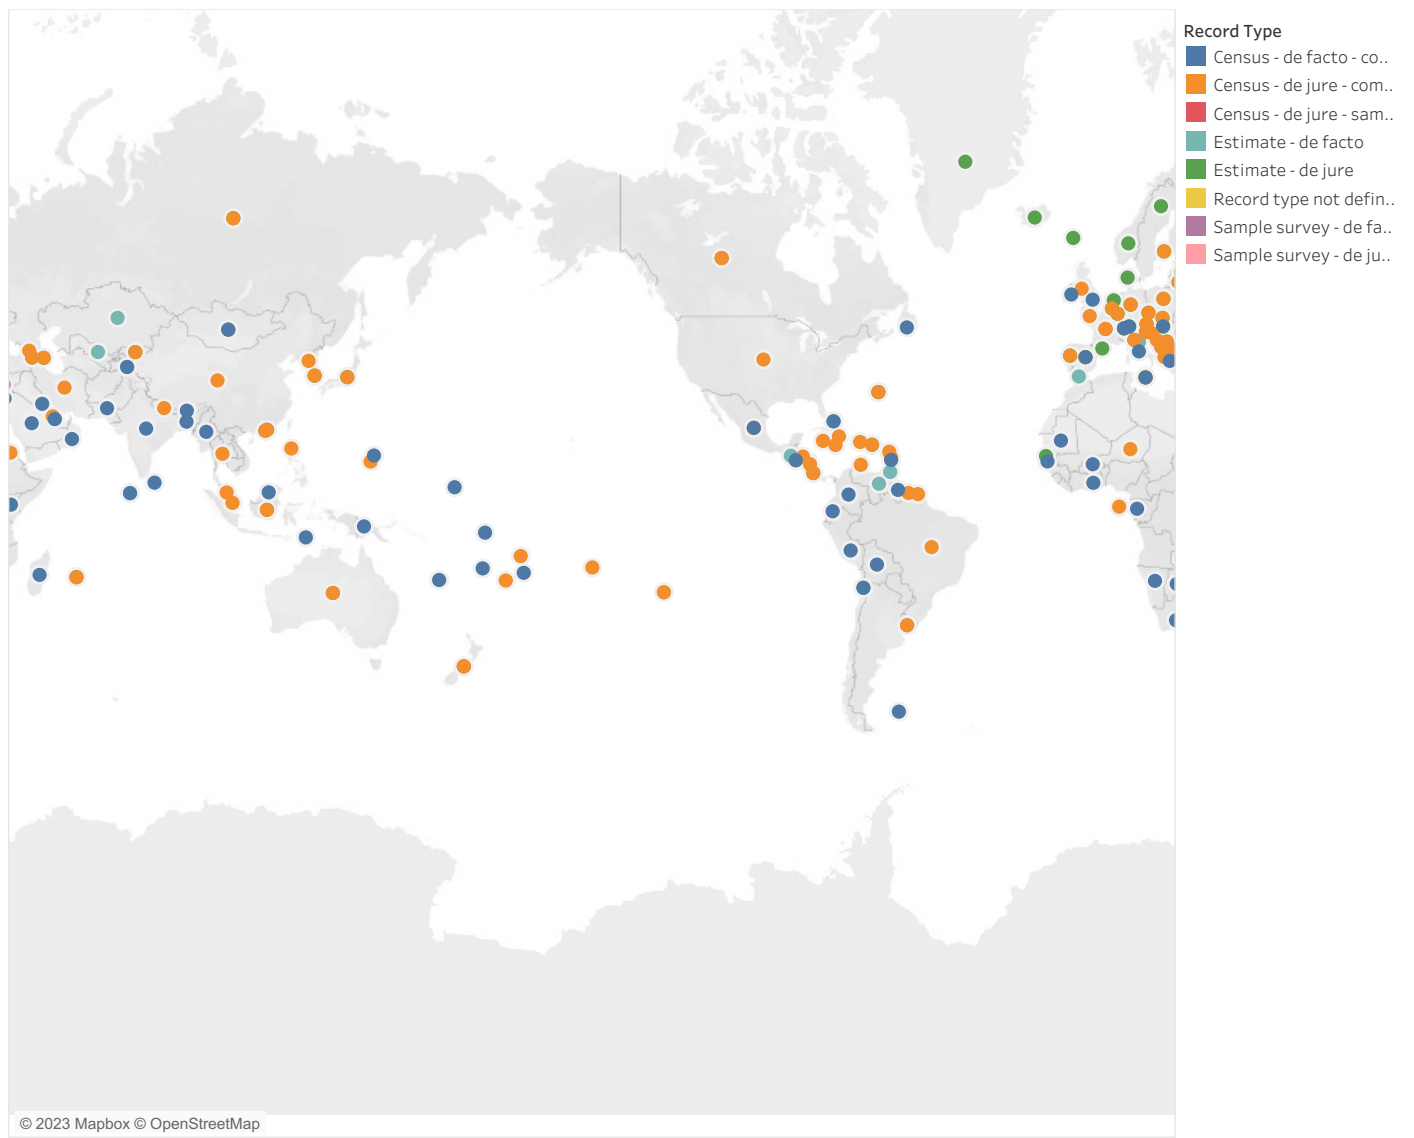 Record Type
Census - de facto - co..
Census - de jure - com..
Census - de jure - sam..
Estimate - de facto
Estimate - de jure
Record type not defin..
Sample survey - de fa..
Sample survey - de ju..
© 2023 Mapbox © OpenStreetMap